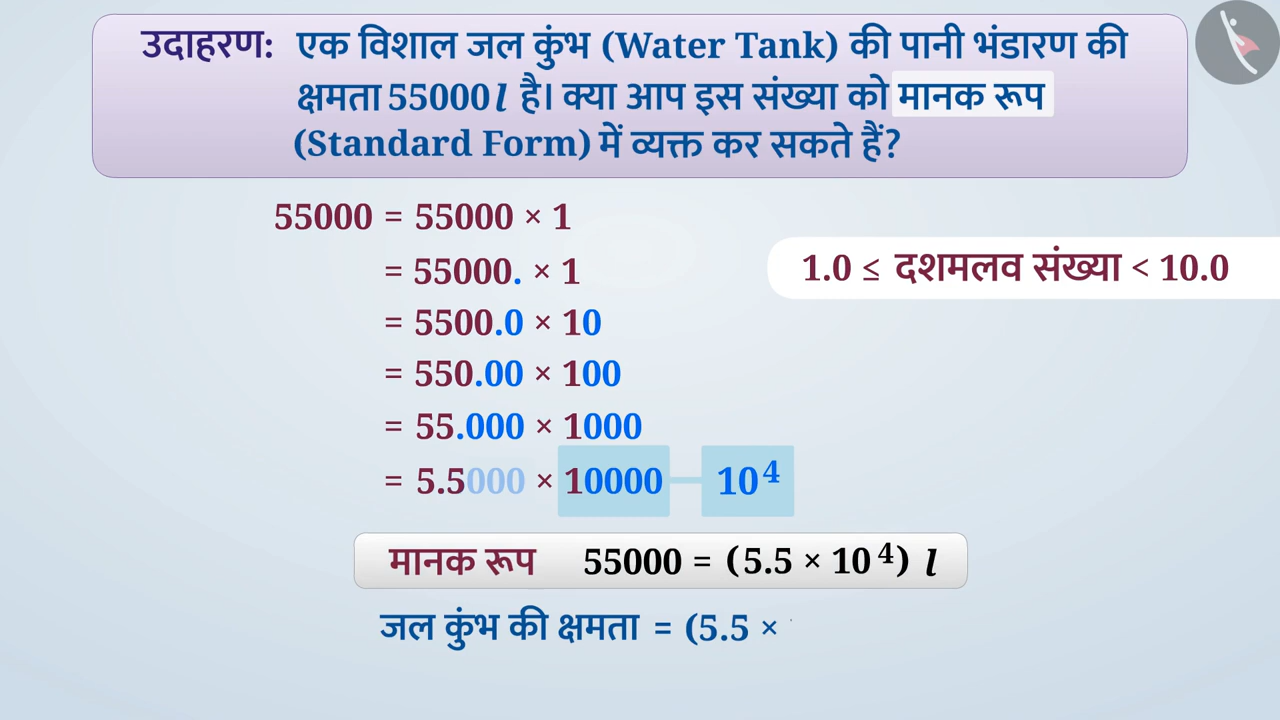 उदाहरण: एक विशाल जल कुंभ (Water Tank) की पानी भंडारण की
क्षमता 55000 l है। क्या आप इस संख्या को मानक रूप
(Standard Form) में व्यक्त कर सकते हैं?
55000 = 55000 × 1
= 55000. × 1
1.0 ≤ दशमलव संख्या < 10.0
= 5500.0 × 10
= 550.00 × 100
= 55.000 × 1000
= 5.5000 × 10000 — 10⁴
मानक रूप 55000 = (5.5 × 10⁴) l
जल कुंभ की क्षमता = (5.5 ×